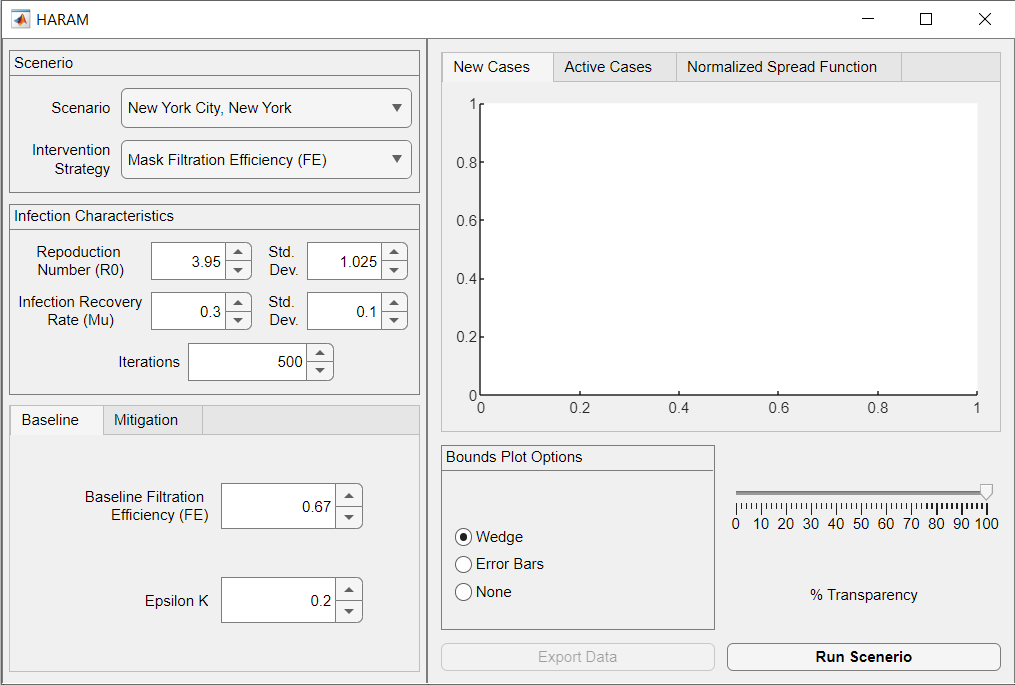 HARAM
Scenerio
Scenario
New York City, New York
Intervention
Strategy
Mask Filtration Efficiency (FE)
Infection Characteristics
Repoduction
Number (R0)
3.95
Std.
Dev.
1.025
Infection Recovery
Rate (Mu)
0.3
Std.
Dev.
0.1
Iterations
500
Baseline
Mitigation
Baseline Filtration
Efficiency (FE)
0.67
Epsilon K
0.2
New Cases
Active Cases
Normalized Spread Function
1
0.8
0.6
0.4
0.2
0
0 0.2 0.4 0.6 0.8 1
Bounds Plot Options
Wedge
Error Bars
None
0 10 20 30 40 50 60 70 80 90 100
% Transparency
Export Data
Run Scenerio